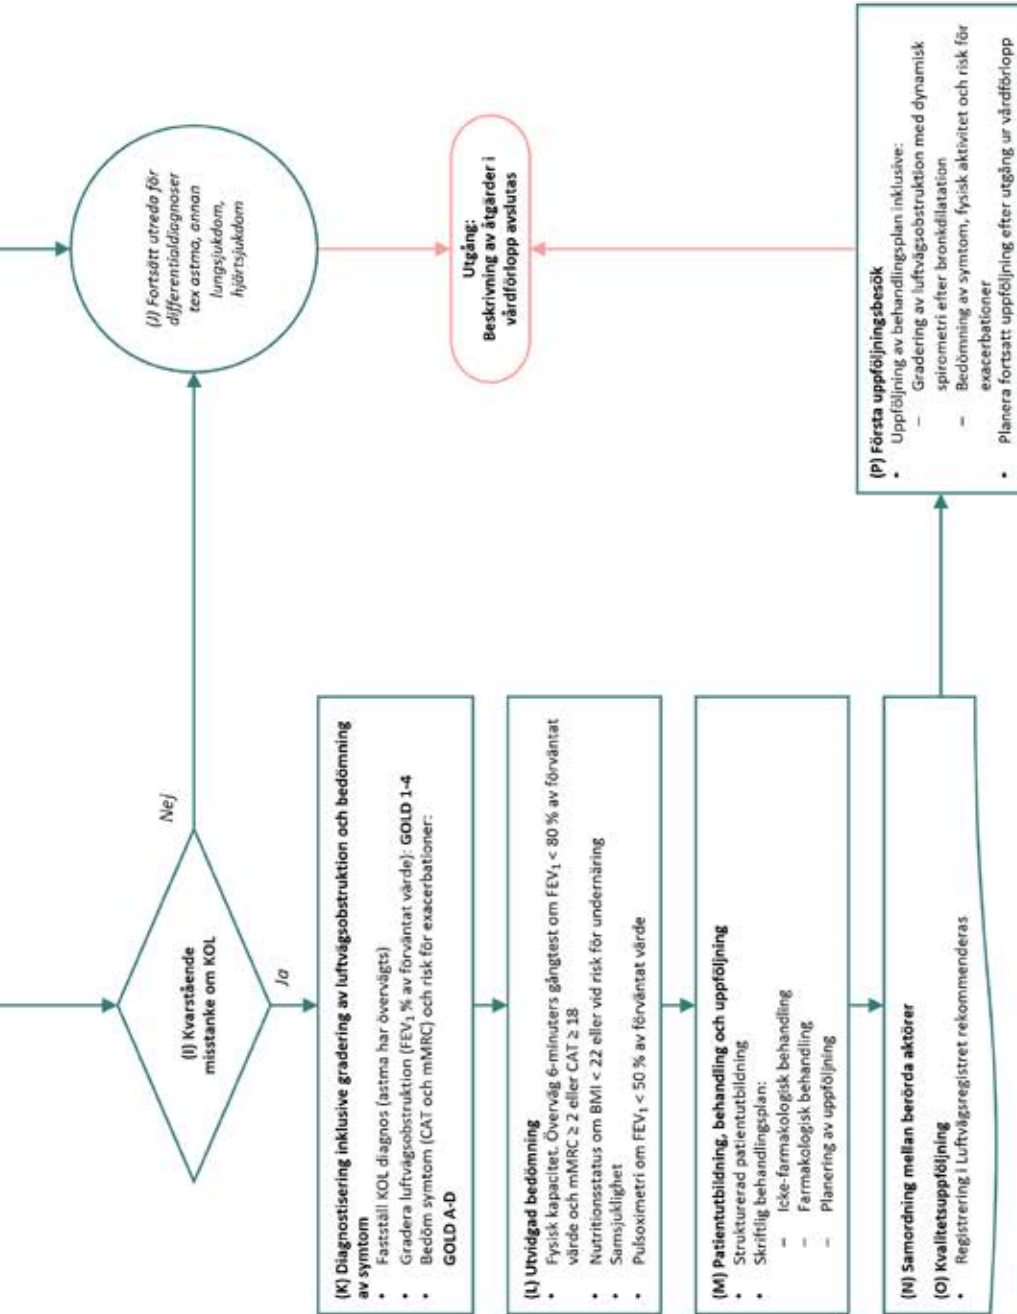 (I) Kvarstående
misstanke om KOL
Nej
Ja
(J) Fortsätt utreda för
differentialdiagnoser
tex astma, annan
lungsjukdom,
hjärtsjukdom
(K) Diagnostisering inklusive gradering av luftvägsobstruktion och bedömning
av symtom
• Fastställ KOL diagnos (astma har övervägts)
• Gradera luftvägsobstruktion (FEV₁ % av förväntat värde): GOLD 1-4
• Bedöm symtom (CAT och mMRC) och risk för exacerbationer:
GOLD A-D
(L) Utvidgad bedömning
• Fysisk kapacitet. Överväg 6-minuters gångtest om FEV₁ < 80 % av förväntat
värde och mMRC ≥ 2 eller CAT ≥ 18
• Nutritionsstatus om BMI < 22 eller vid risk för undernäring
• Samsjuklighet
• Pulsoximetri om FEV₁ < 50 % av förväntat värde
(M) Patientutbildning, behandling och uppföljning
• Strukturerad patientutbildning
• Skriftlig behandlingsplan:
– Icke-farmakologisk behandling
– Farmakologisk behandling
– Planering av uppföljning
(N) Samordning mellan berörda aktörer
(O) Kvalitetsuppföljning
• Registrering i Luftvägsregistret rekommenderas
(P) Första uppföljningsbesök
• Uppföljning av behandlingsplan inklusive:
– Gradering av luftvägsobstruktion med dynamisk
spirometri efter bronkdilatation
– Bedömning av symtom, fysisk aktivitet och risk för
exacerbationer
• Planera fortsatt uppföljning efter utgång ur vårdförlopp
Utgång:
Beskrivning av åtgärder i
vårdförlopp avslutas